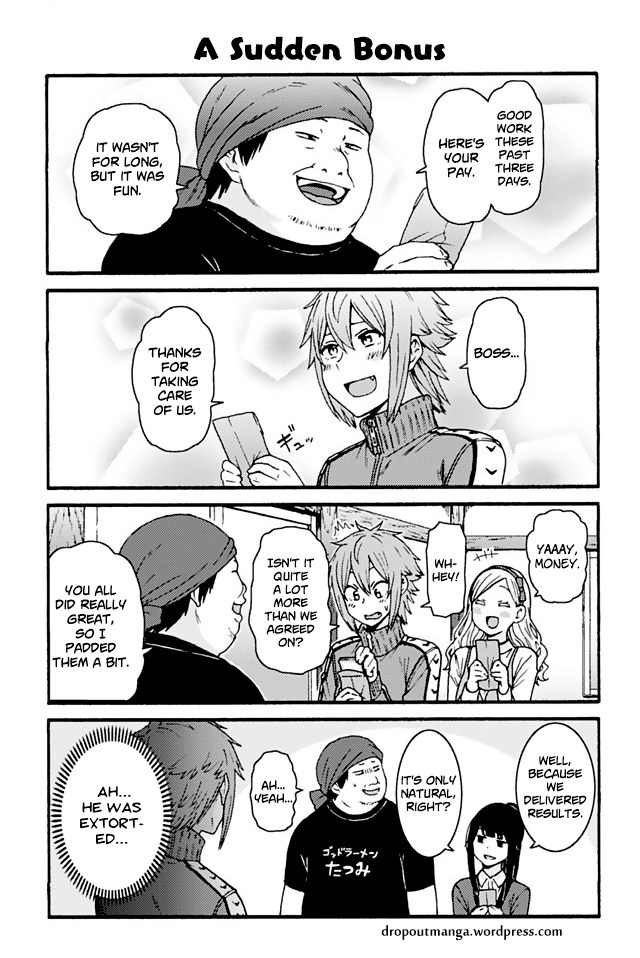 A Sudden Bonus
GOOD
WORK
THESE
PAST
THREE
DAYS.
HERE'S
YOUR
PAY.
IT WASN'T
FOR LONG,
BUT IT WAS
FUN.
BOSS...
THANKS
FOR
TAKING
CARE
OF US.
ギュッ
YAAAY,
MONEY.
WH-
HEY!
ISN'T IT
QUITE
A LOT
MORE
THAN WE
AGREED
ON?
YOU ALL
DID REALLY
GREAT,
SO I
PADDED
THEM A BIT.
WELL,
BECAUSE
WE
DELIVERED
RESULTS.
IT'S ONLY
NATURAL,
RIGHT?
AH...
YEAH...
ゴッドラーメン
たつみ
AH...
HE WAS
EXTORT-
ED...
dropoutmanga.wordpress.com